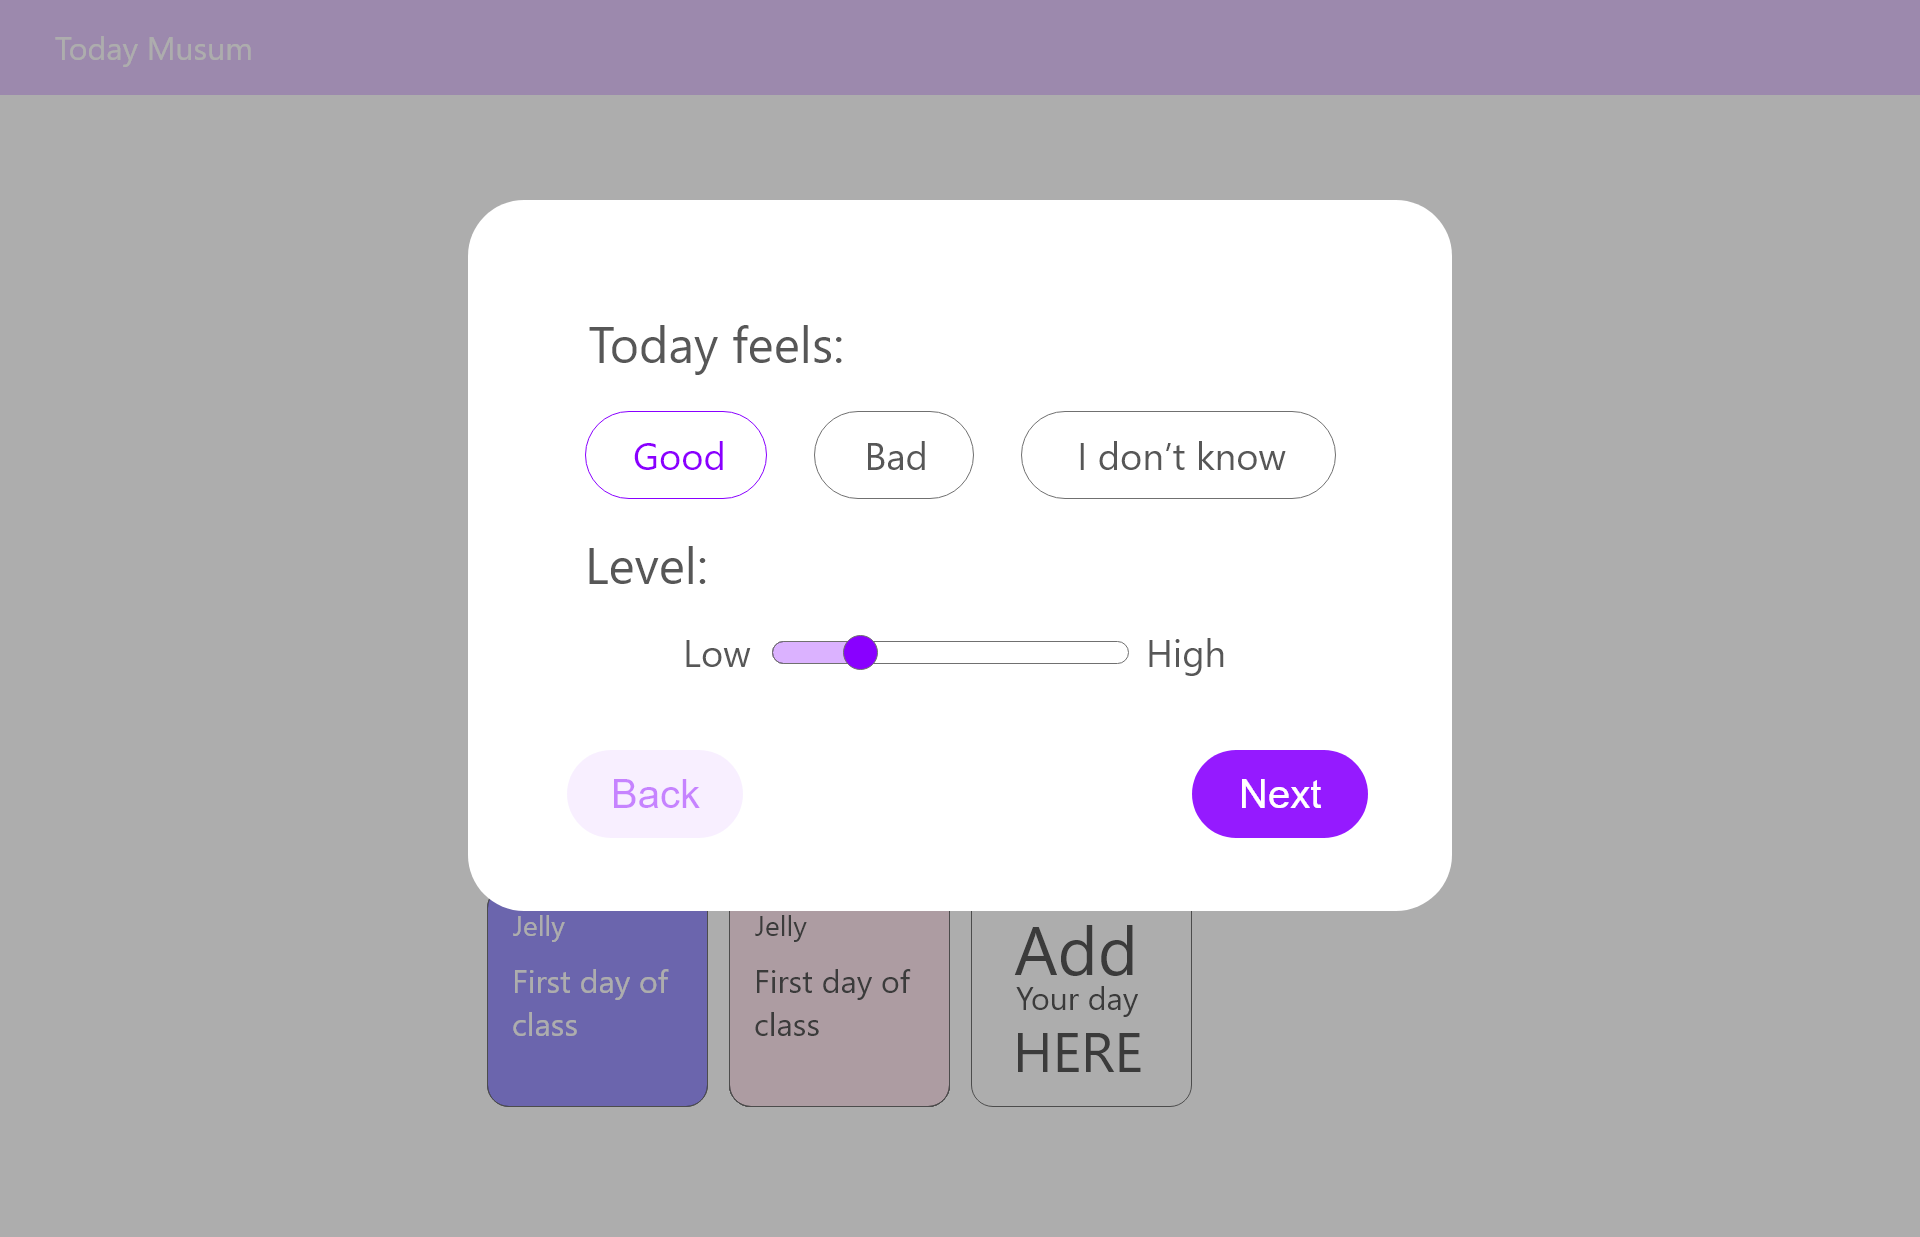 Today Musum
Today feels:
Good Bad I don’t know
Level:
Low High
Back Next
Jelly
First day of
class
Jelly
First day of
class
Add
Your day
HERE